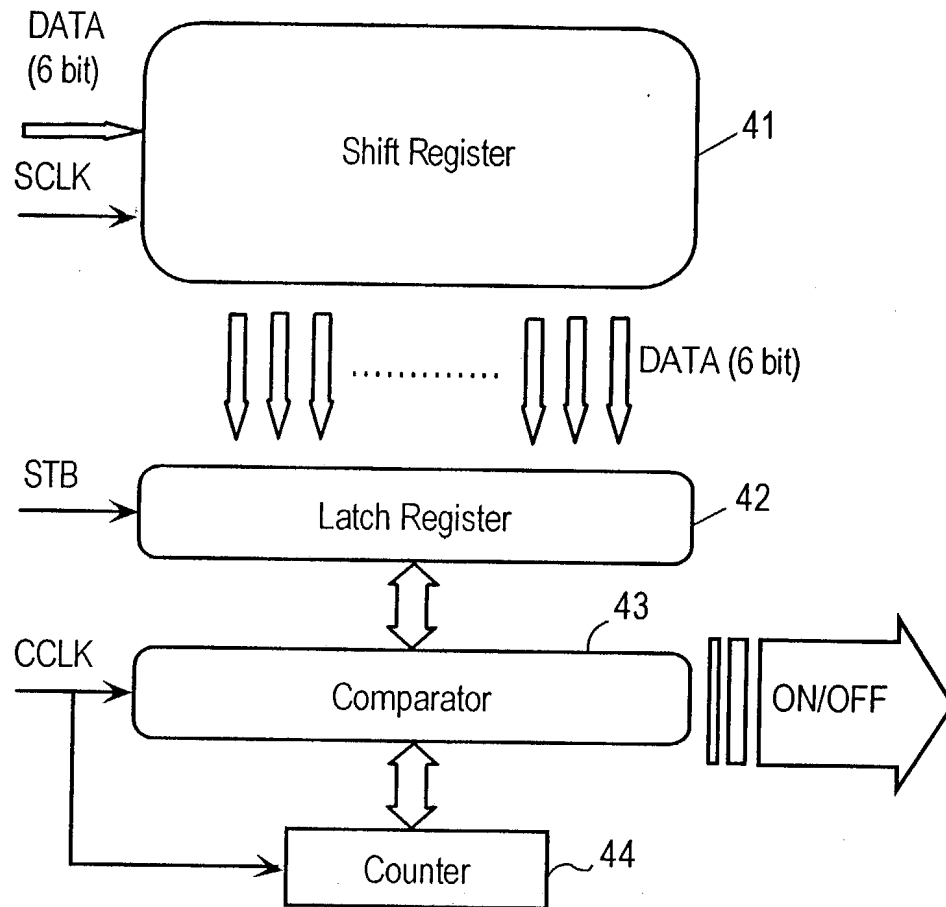 DATA
(6 bit)
Shift Register
41
SCLK
DATA (6 bit)
STB
Latch Register
42
43
CCLK
Comparator
ON/OFF
Counter
44